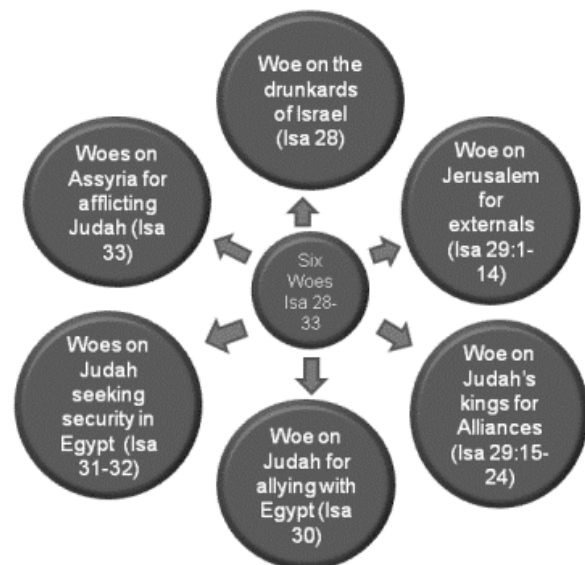 Woe on the
drunkards
of Israel
(Isa 28)
Woe on
Jerusalem
for
externals
(Isa 29:1-
14)
Woe on
Judah's
kings for
Alliances
(Isa 29:15-
24)
Woe on
Judah for
allying with
Egypt (Isa
30)
Woes on
Judah
seeking
security in
Egypt (Isa
31-32)
Woes on
Assyria for
afflicting
Judah (Isa
33)
Six
Woes
Isa 28-
33